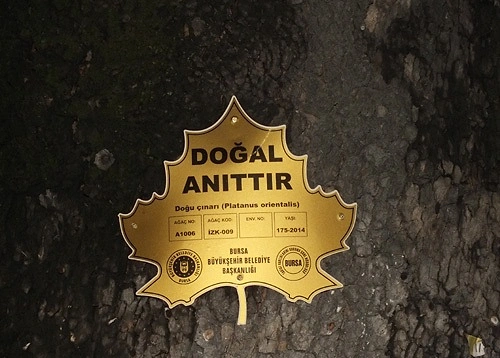 DOĞAL
ANITTIR
Doğu çınarı (Platanus orientalis)
AĞAÇ NO: AĞAÇ KOD: ENV. NO: YAŞI
A1006 İZK-009 175-2014
BURSA
BÜYÜKŞEHİR BELEDİYE
BAŞKANLIĞI
BURSA